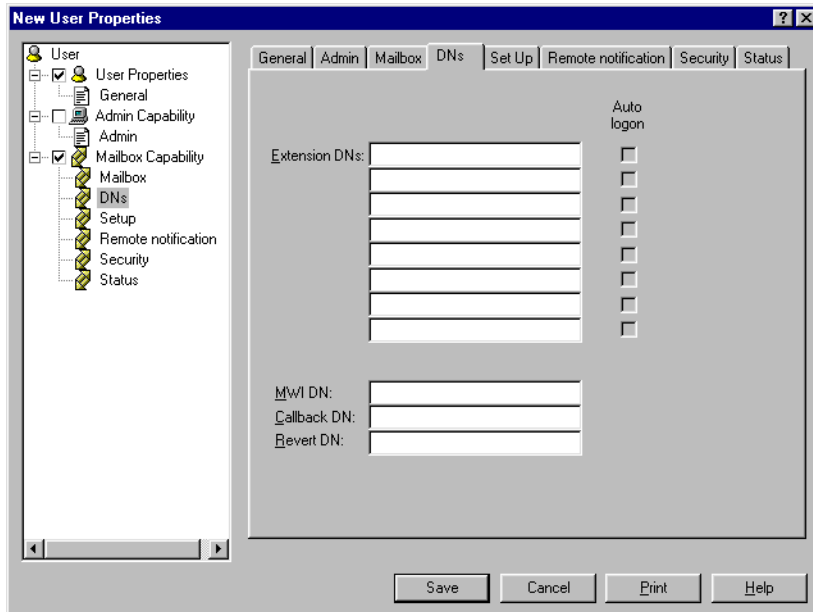 New User Properties
User
User Properties
General
Admin Capability
Admin
Mailbox Capability
Mailbox
DNs
Setup
Remote notification
Security
Status
General Admin Mailbox DNs Set Up Remote notification Security Status
Auto
logon
Extension DNs:
MWI DN:
Callback DN:
Revert DN:
Save Cancel Print Help